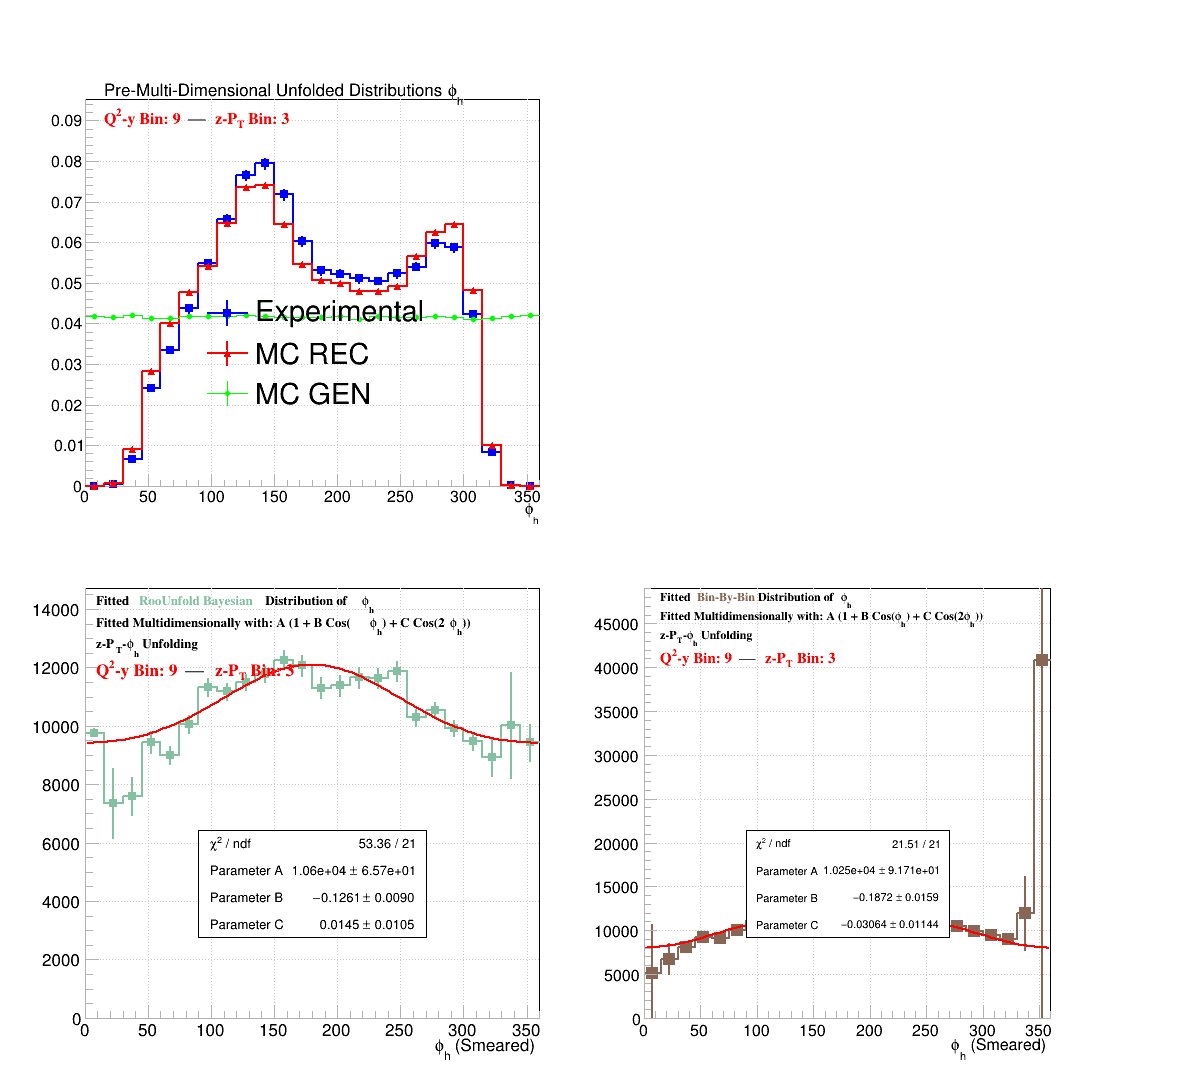 Pre-Multi-Dimensional Unfolded Distributions ϕh
Q²-y Bin: 9 — z-PT Bin: 3
0.09
0.08
0.07
0.06
0.05
0.04
0.03
0.02
0.01
0
Experimental
MC REC
MC GEN
0 50 100 150 200 250 300 350
ϕh
Fitted RooUnfold Bayesian Distribution of ϕh
Fitted Multidimensionally with: A (1 + B Cos( ϕh) + C Cos(2 ϕh))
z-PT-ϕh Unfolding
Q²-y Bin: 9 — z-PT Bin: 3
14000
12000
10000
8000
6000
4000
2000
0
χ² / ndf 53.36 / 21
Parameter A 1.06e+04 ± 6.57e+01
Parameter B −0.1261 ± 0.0090
Parameter C 0.0145 ± 0.0105
0 50 100 150 200 250 300 350
ϕh (Smeared)
Fitted Bin-By-Bin Distribution of ϕh
Fitted Multidimensionally with: A (1 + B Cos(ϕh) + C Cos(2ϕh))
z-PT-ϕh Unfolding
Q²-y Bin: 9 — z-PT Bin: 3
45000
40000
35000
30000
25000
20000
15000
10000
5000
0
χ² / ndf 21.51 / 21
Parameter A 1.025e+04 ± 9.171e+01
Parameter B −0.1872 ± 0.0159
Parameter C −0.03064 ± 0.01144
0 50 100 150 200 250 300 350
ϕh (Smeared)